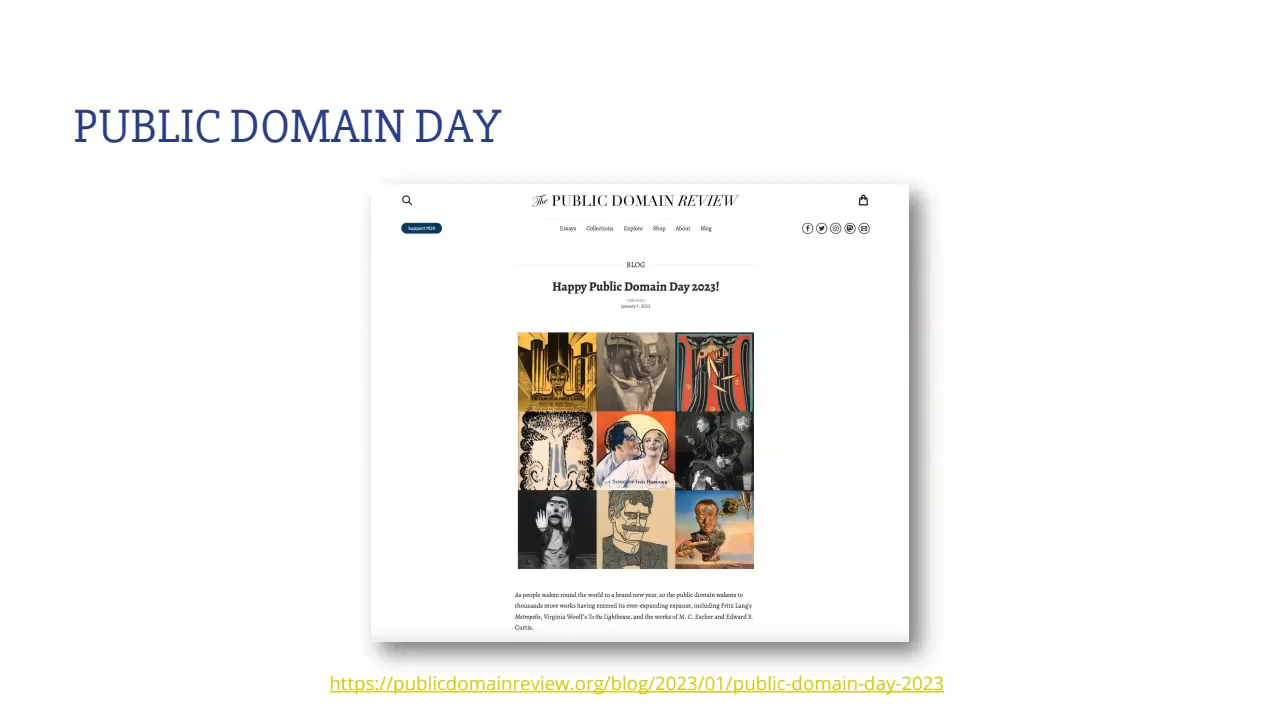 PUBLIC DOMAIN DAY
The PUBLIC DOMAIN REVIEW
Support PDR
Essays Collections Explore Shop About Blog
BLOG
Happy Public Domain Day 2023!
January 1, 2023
A SONG OF TWO HUMANS
As people waken round the world to a brand new year, so the public domain wakens to
thousands more works having entered its ever-expanding expanse, including Fritz Lang's
Metropolis, Virginia Woolf's To the Lighthouse, and the works of M. C. Escher and Edward S.
Curtis.
https://publicdomainreview.org/blog/2023/01/public-domain-day-2023